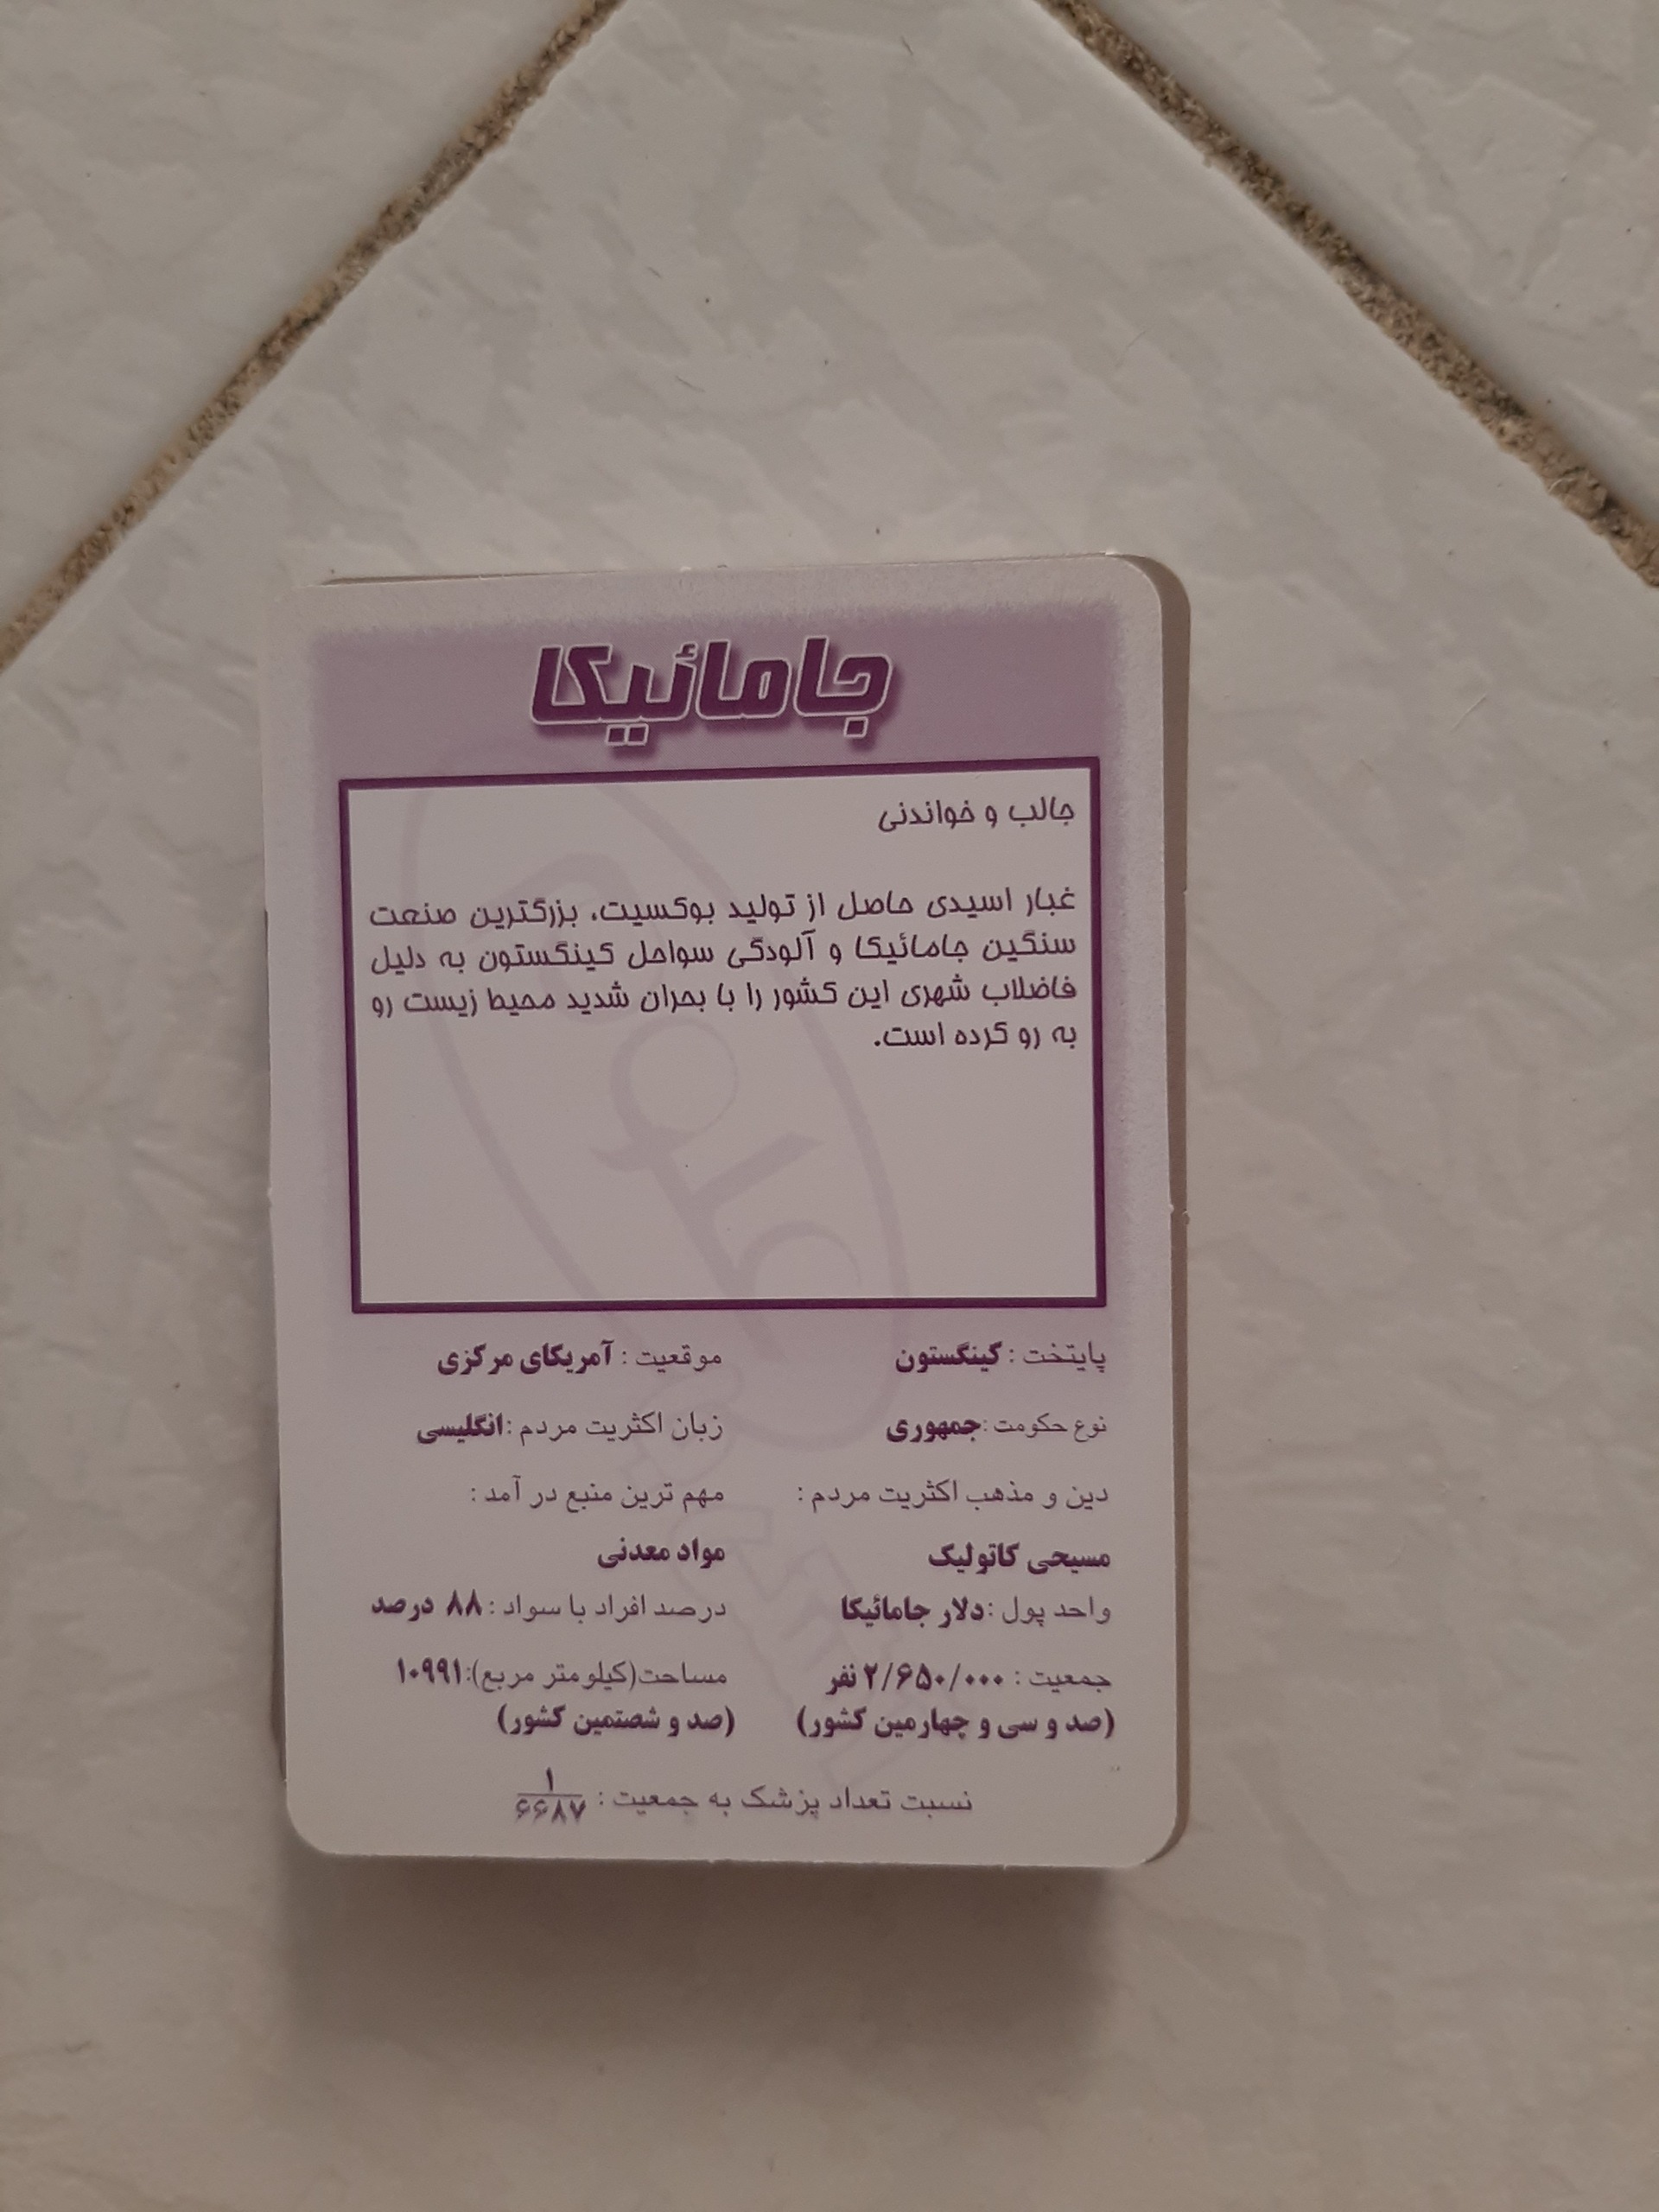 جامائیکا
جالب و خواندنی
غبار اسیدی حاصل از تولید بوکسیت، بزرگترین صنعت
سنگین جامائیکا و آلودگی سواحل کینگستون به دلیل
فاضلاب شهری این کشور را با بحران شدید محیط زیست رو
به رو کرده است.
پایتخت : کینگستون
موقعیت : آمریکای مرکزی
نوع حکومت :جمهوری
زبان اکثریت مردم :انگلیسی
دین و مذهب اکثریت مردم :
مهم ترین منبع در آمد :
مسیحی کاتولیک
مواد معدنی
واحد پول :دلار جامائیکا
درصد افراد با سواد : ۸۸ درصد
جمعیت : ۲/۶۵۰/۰۰۰ نفر
مساحت(کیلومتر مربع):۱۰۹۹۱
(صد و سی و چهارمین کشور)
(صد و شصتمین کشور)
نسبت تعداد پزشک به جمعیت : ۱/۶۶۸۷